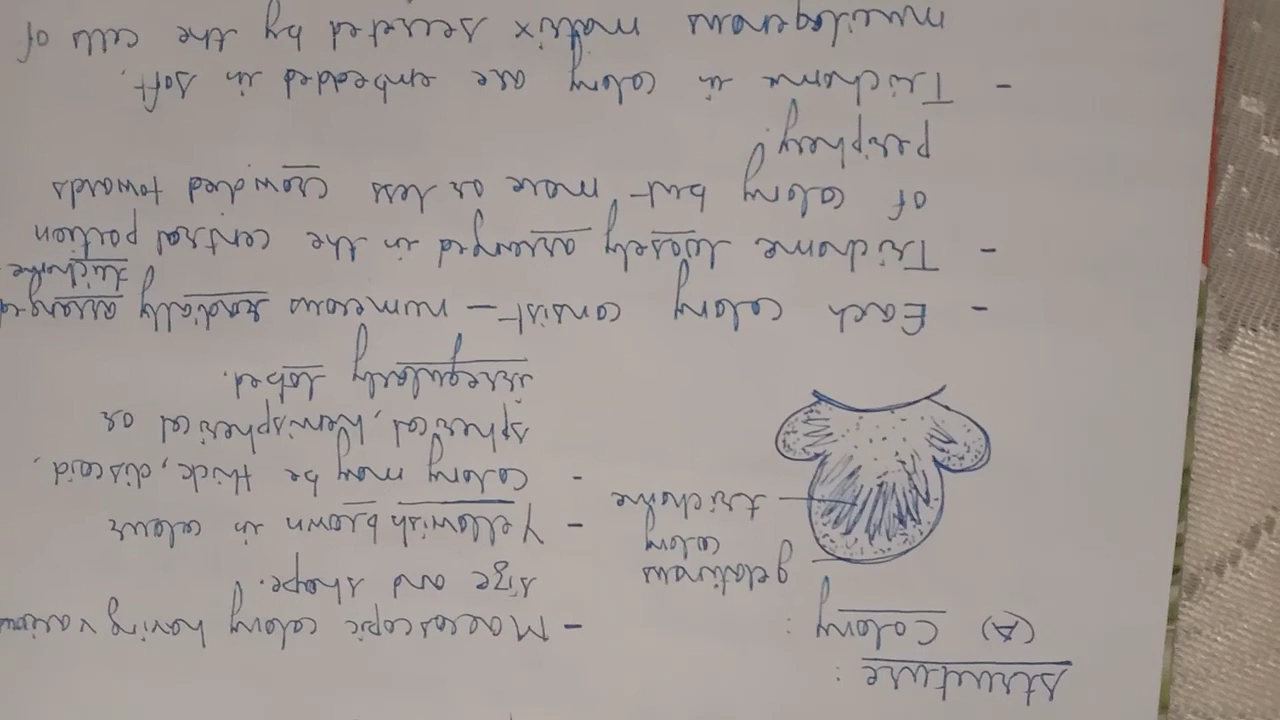 Structure :
(A) Colony :
- Macroscopic colony having various
size and shape.
- Yellowish brown in colour
- Colony may be thick, discoid,
spherical, hemispherical or
irregularly lobed.
gelatinous
colony
trichome
- Each colony consist - numerous radially arranged
trichome
- Trichome loosely arranged in the central portion
of colony but more or less crowded towards
periphery.
- Trichome in colony are embedded in soft
mucilagenous matrix secreted by the cells of